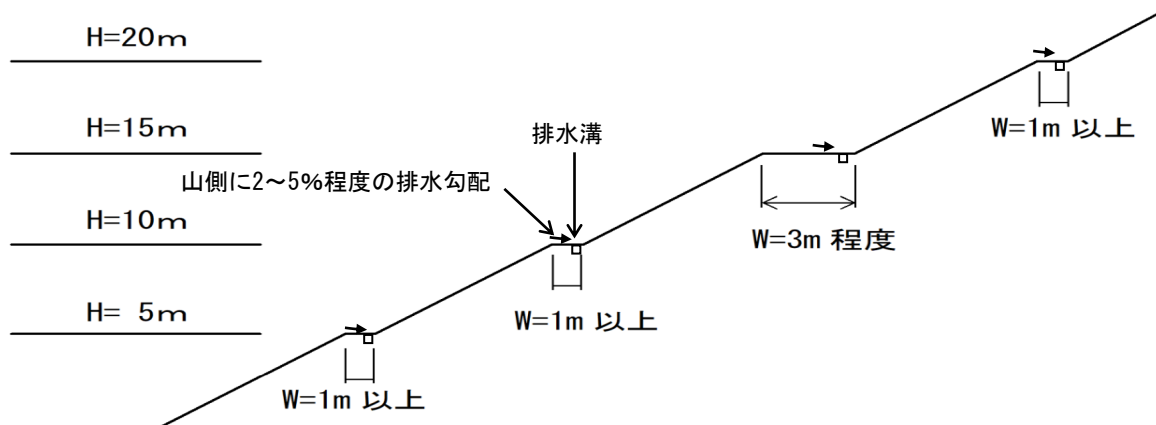 H=20m
W=1m 以上
H=15m
排水溝
山側に2～5%程度の排水勾配
H=10m
W=3m 程度
W=1m 以上
H= 5m
W=1m 以上